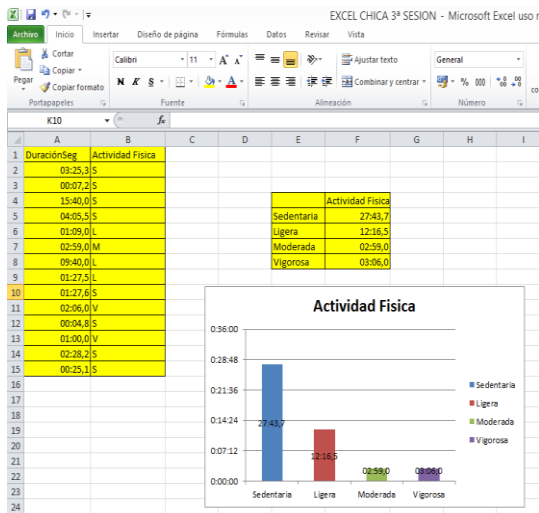 EXCEL CHICA 3ª SESION - Microsoft Excel uso
Archivo Inicio Insertar Diseño de página Fórmulas Datos Revisar Vista
Pegar
Cortar
Copiar
Copiar formato
Portapapeles
Calibri 11 A A
N K S A
Fuente
Ajustar texto
Combinar y centrar
Alineación
General
% 000
Número
K10 fx
A B C D E F G H I
1 DuraciónSeg Actividad Fisica
2 03:25,3 S
3 00:07,2 S
4 15:40,0 S Actividad Fisica
5 04:05,5 S Sedentaria 27:43,7
6 01:09,0 L Ligera 12:16,5
7 02:59,0 M Moderada 02:59,0
8 09:40,0 L Vigorosa 03:06,0
9 01:27,5 L
10 01:27,6 S
11 02:06,0 V
12 00:04,8 S
13 01:00,0 V
14 02:28,2 S
15 00:25,1 S
16
17
18
19
20
21
22
23
24
Actividad Fisica
0:36:00
0:28:48
0:21:36
0:14:24
0:07:12
0:00:00
27:43,7
12:16,5
02:59,0
03:06,0
Sedentaria Ligera Moderada Vigorosa
Sedentaria
Ligera
Moderada
Vigorosa